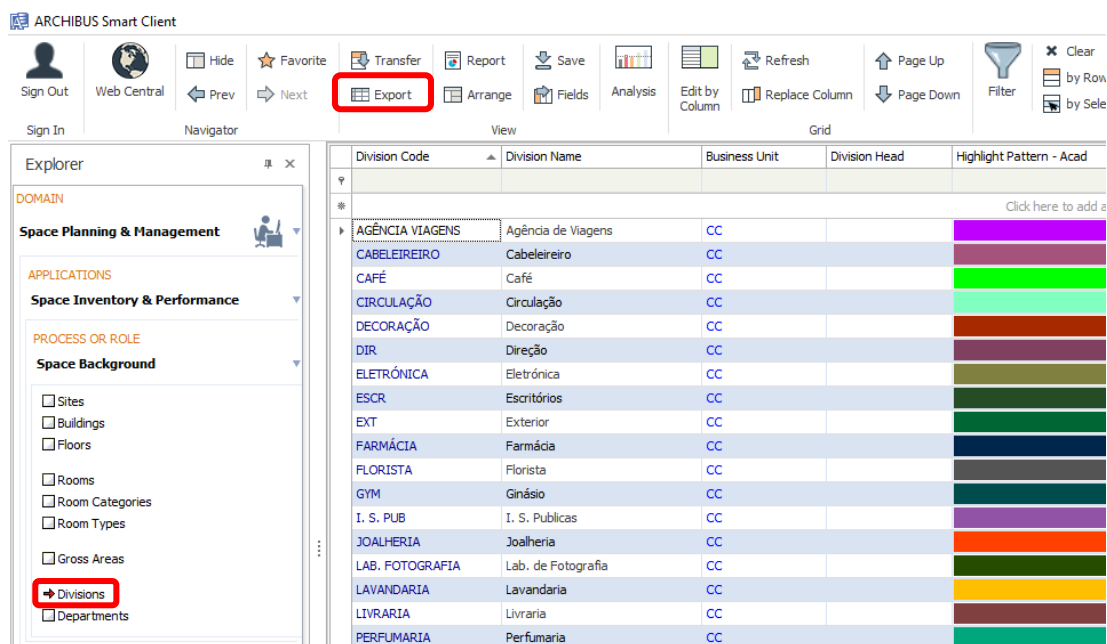 ARCHIBUS Smart Client
Sign Out
Web Central
Hide
Favorite
Prev
Next
Transfer
Report
Save
Export
Arrange
Fields
Analysis
Edit by
Column
Refresh
Replace Column
Page Up
Page Down
Filter
Clear
by Row
by Sele
Sign In
Navigator
View
Grid
Explorer
DOMAIN
Space Planning & Management
APPLICATIONS
Space Inventory & Performance
PROCESS OR ROLE
Space Background
Sites
Buildings
Floors
Rooms
Room Categories
Room Types
Gross Areas
Divisions
Departments
Division Code Division Name Business Unit Division Head Highlight Pattern - Acad
Click here to add a
AGÊNCIA VIAGENS Agência de Viagens CC
CABELEIREIRO Cabeleireiro CC
CAFÉ Café CC
CIRCULAÇÃO Circulação CC
DECORAÇÃO Decoração CC
DIR Direção CC
ELETRÓNICA Eletrónica CC
ESCR Escritórios CC
EXT Exterior CC
FARMÁCIA Farmácia CC
FLORISTA Florista CC
GYM Ginásio CC
I. S. PUB I. S. Publicas CC
JOALHERIA Joalheria CC
LAB. FOTOGRAFIA Lab. de Fotografia CC
LAVANDARIA Lavandaria CC
LIVRARIA Livraria CC
PERFUMARIA Perfumaria CC